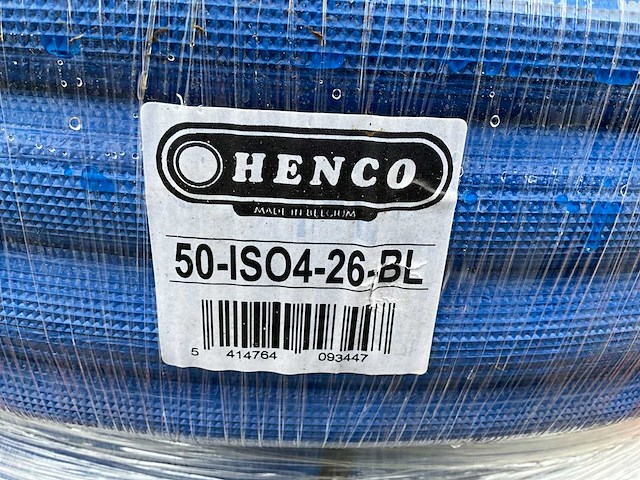 HENCO
MADE IN BELGIUM
50-ISO4-26-BL
5 414764 093447